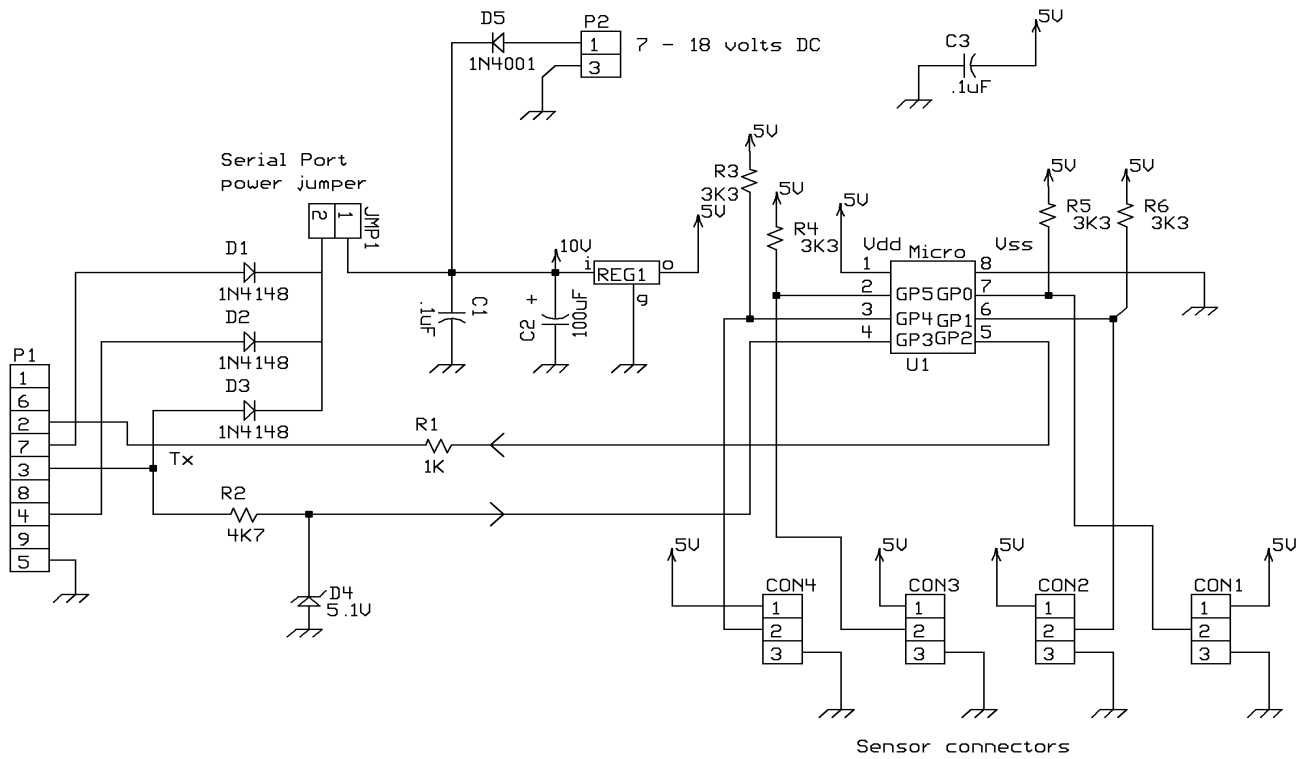 D5
P2
1
3
7 - 18 volts DC
1N4001
C3
5V
.1uF
Serial Port
power jumper
2
1
JMP1
5V
R3
3K3
5V
R4
3K3
5V
5V
R5
3K3
5V
R6
3K3
5V
D1
1N4148
10V
i
REG1
o
g
Vdd
Micro
Vss
1
2
3
4
GP5
GP0
GP4
GP1
GP3
GP2
8
7
6
5
U1
D2
1N4148
C1
.1uF
+
C2
100uF
P1
1
6
2
7
3
8
4
9
5
D3
1N4148
Tx
R1
1K
R2
4K7
D4
5.1V
5V
CON4
1
2
3
5V
CON3
1
2
3
5V
CON2
1
2
3
5V
CON1
1
2
3
Sensor connectors